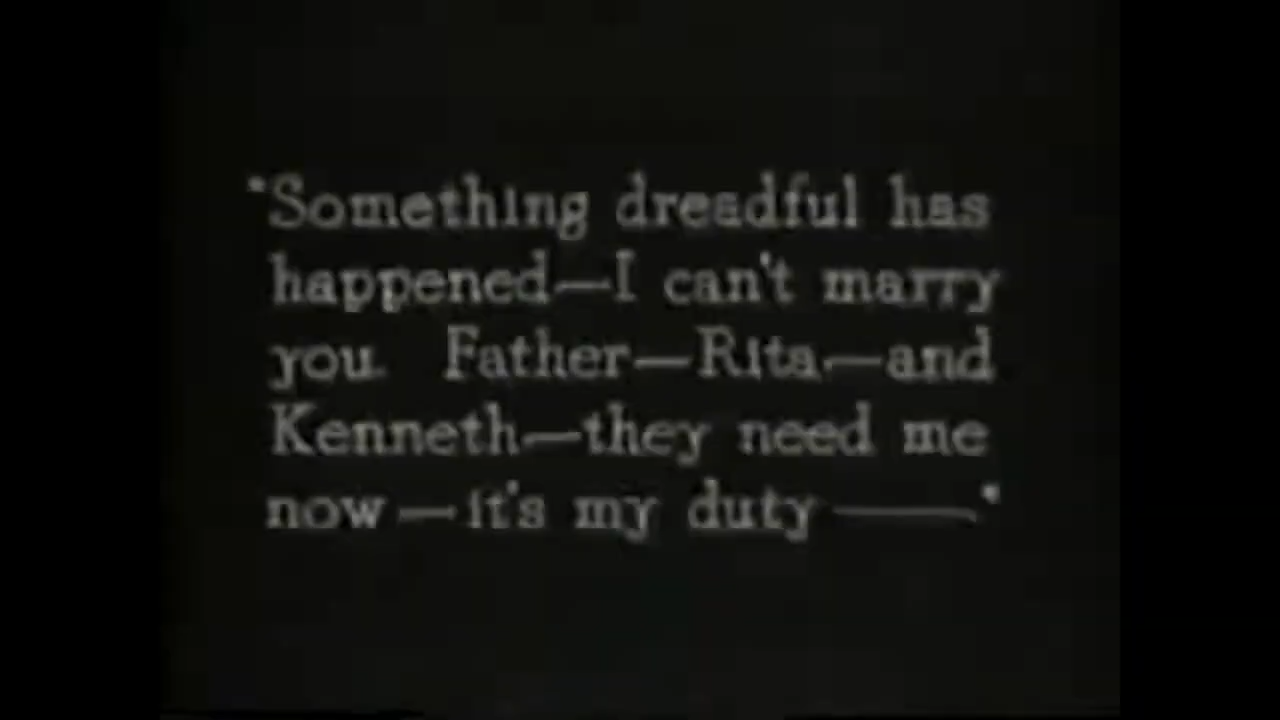 "Something dreadful has
happened—I can't marry
you. Father—Rita—and
Kenneth—they need me
now—it's my duty——"